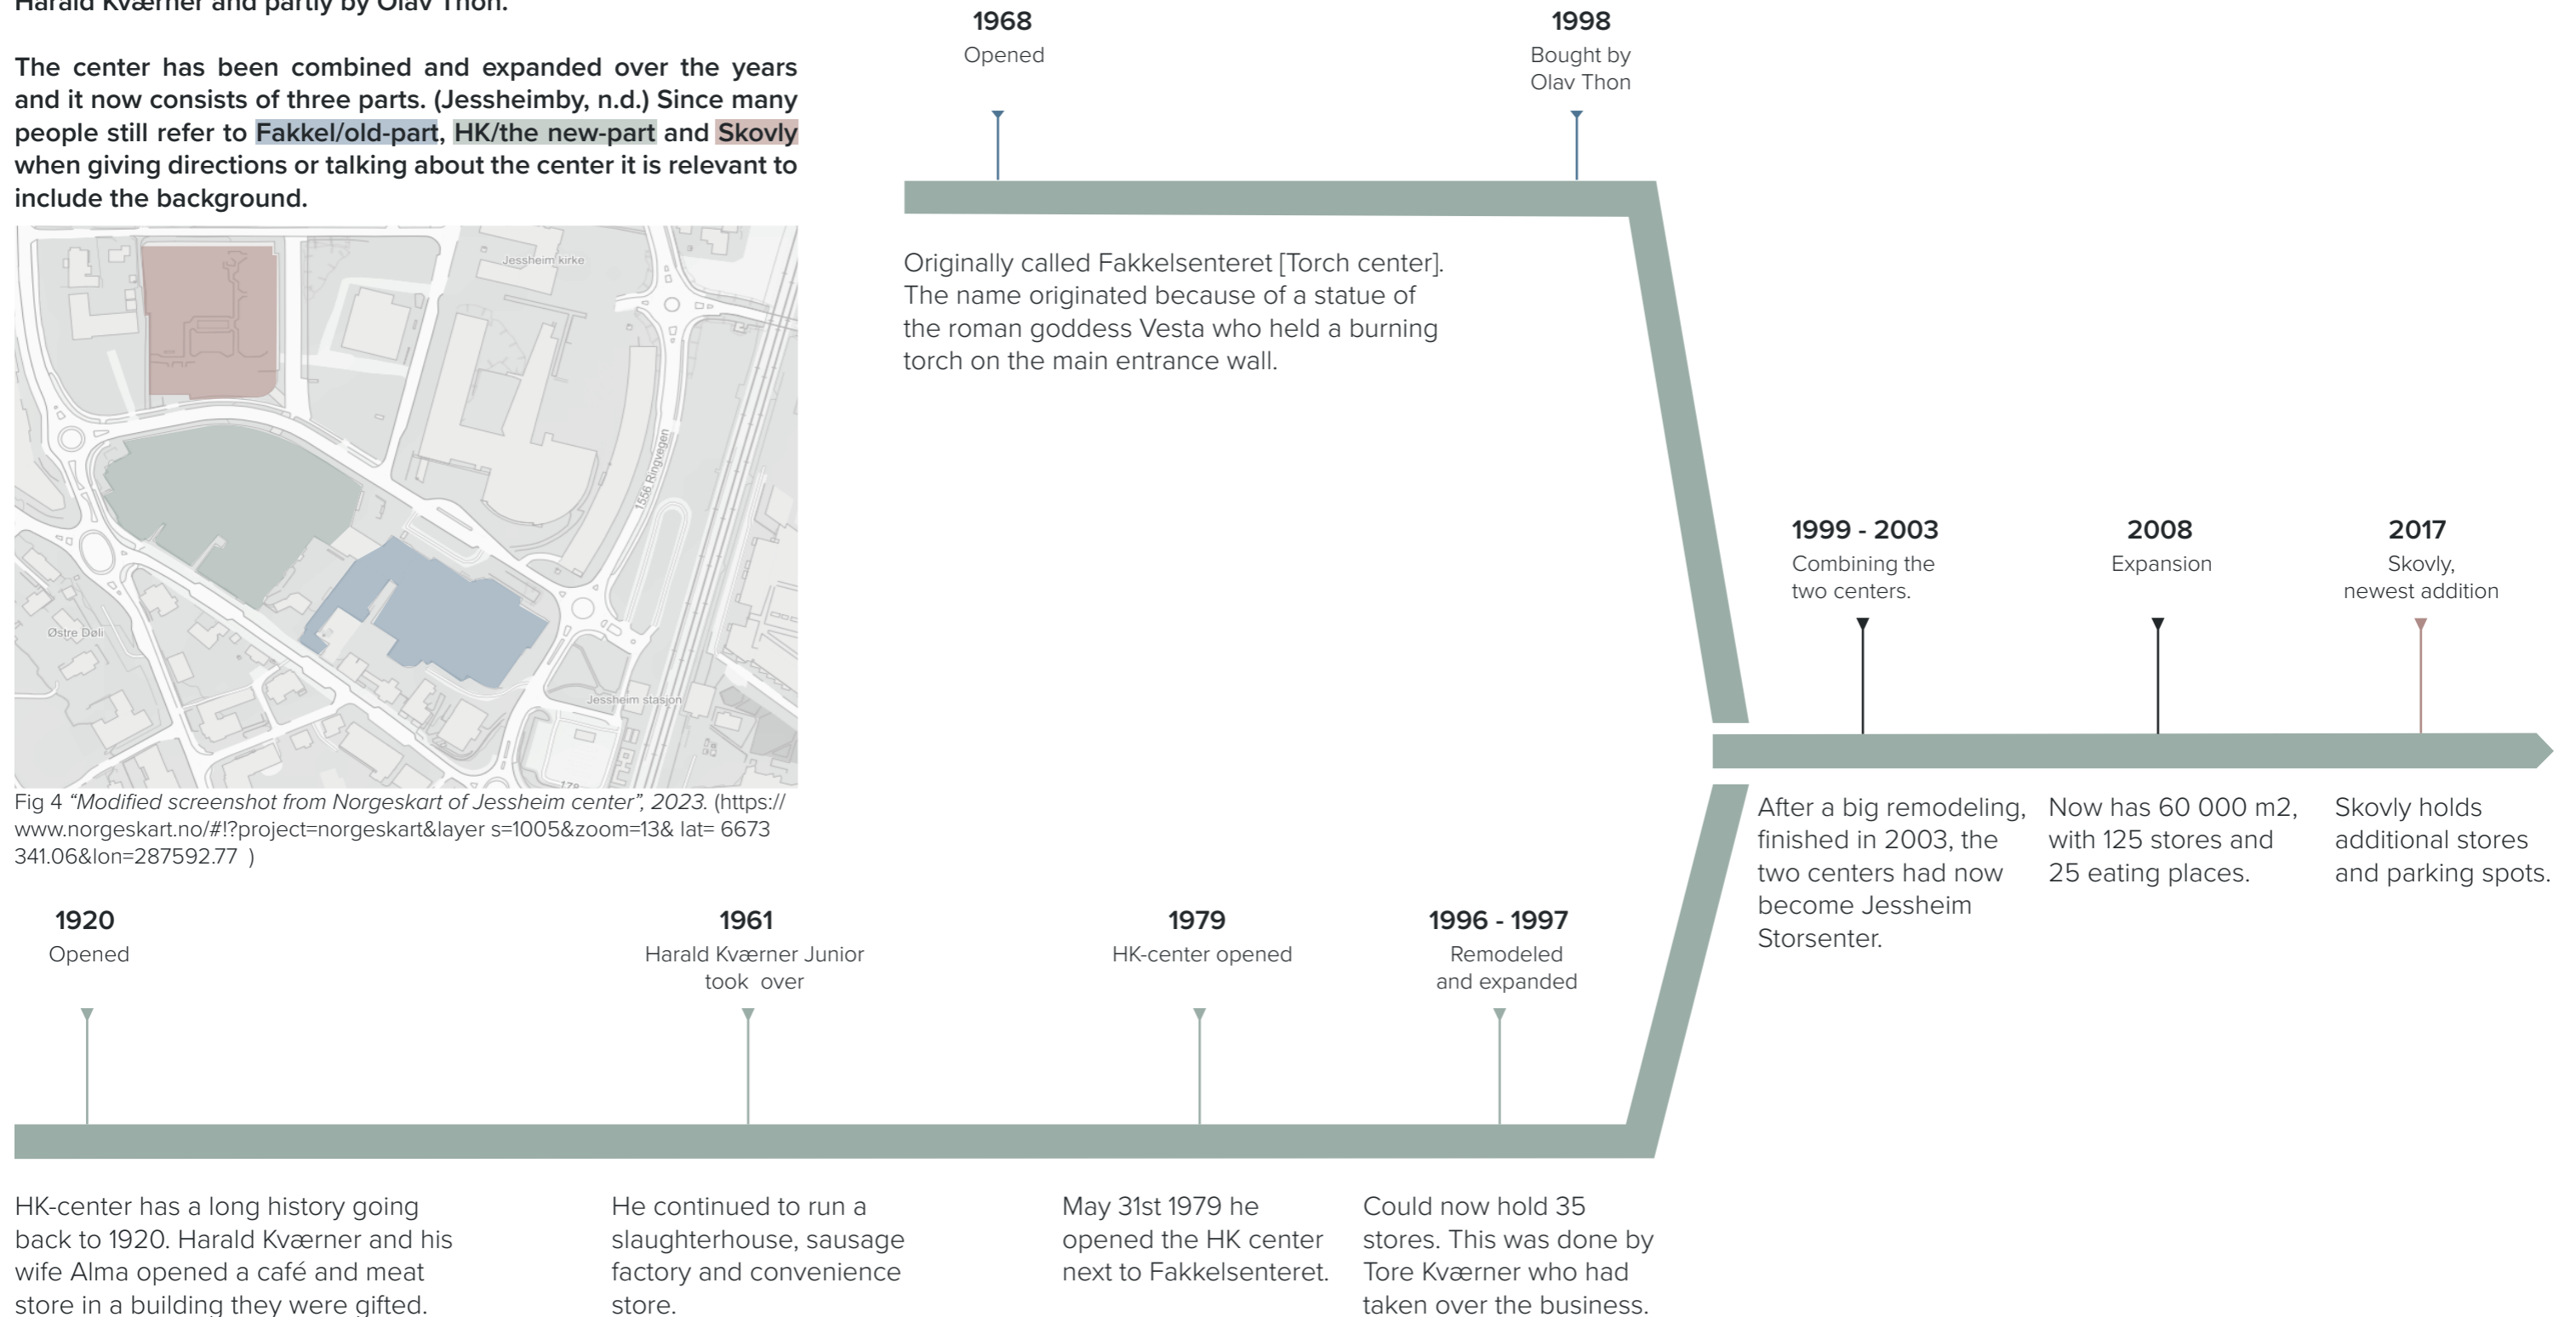 Harald Kværner and partly by Olav Thon.
The center has been combined and expanded over the years
and it now consists of three parts. (Jessheimby, n.d.) Since many
people still refer to Fakkel/old-part, HK/the new-part and Skovly
when giving directions or talking about the center it is relevant to
include the background.
Jessheim kirke
1556 Ringvegen
Østre Døli
Jessheim stasjon
178
Fig 4 “Modified screenshot from Norgeskart of Jessheim center”, 2023. (https://
www.norgeskart.no/#!?project=norgeskart&layer s=1005&zoom=13& lat= 6673
341.06&lon=287592.77 )
1968
Opened
1998
Bought by
Olav Thon
Originally called Fakkelsenteret [Torch center].
The name originated because of a statue of
the roman goddess Vesta who held a burning
torch on the main entrance wall.
1999 - 2003
Combining the
two centers.
2008
Expansion
2017
Skovly,
newest addition
After a big remodeling,
finished in 2003, the
two centers had now
become Jessheim
Storsenter.
Now has 60 000 m2,
with 125 stores and
25 eating places.
Skovly holds
additional stores
and parking spots.
1920
Opened
1961
Harald Kværner Junior
took  over
1979
HK-center opened
1996 - 1997
Remodeled
and expanded
HK-center has a long history going
back to 1920. Harald Kværner and his
wife Alma opened a café and meat
store in a building they were gifted.
He continued to run a
slaughterhouse, sausage
factory and convenience
store.
May 31st 1979 he
opened the HK center
next to Fakkelsenteret.
Could now hold 35
stores. This was done by
Tore Kværner who had
taken over the business.